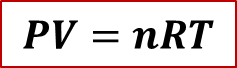 PV = nRT